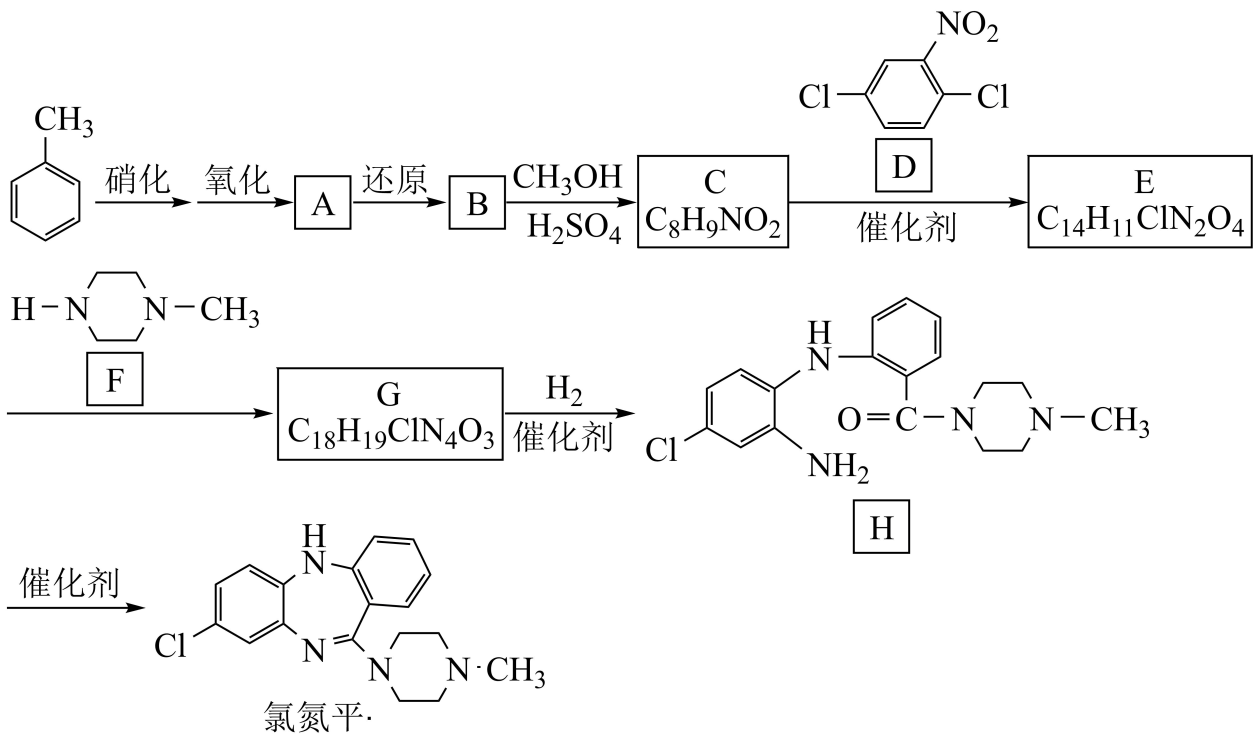 NO₂
Cl Cl
CH₃
硝化 氧化 A 还原 B CH₃OH H₂SO₄ C C₈H₉NO₂ D 催化剂 E C₁₄H₁₁ClN₂O₄
H N N CH₃
F
G C₁₈H₁₉ClN₄O₃ H₂ 催化剂
H
N
O C N N CH₃
Cl NH₂
H
催化剂
H
N
Cl N N N·CH₃
氯氮平·